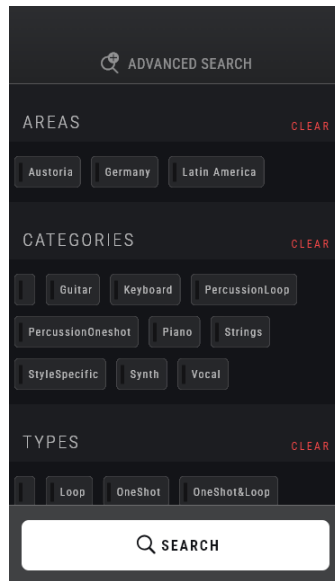 ADVANCED SEARCH
AREAS CLEAR
Austoria Germany Latin America
CATEGORIES CLEAR
Guitar Keyboard PercussionLoop
PercussionOneshot Piano Strings
StyleSpecific Synth Vocal
TYPES CLEAR
Loop OneShot OneShot&Loop
SEARCH